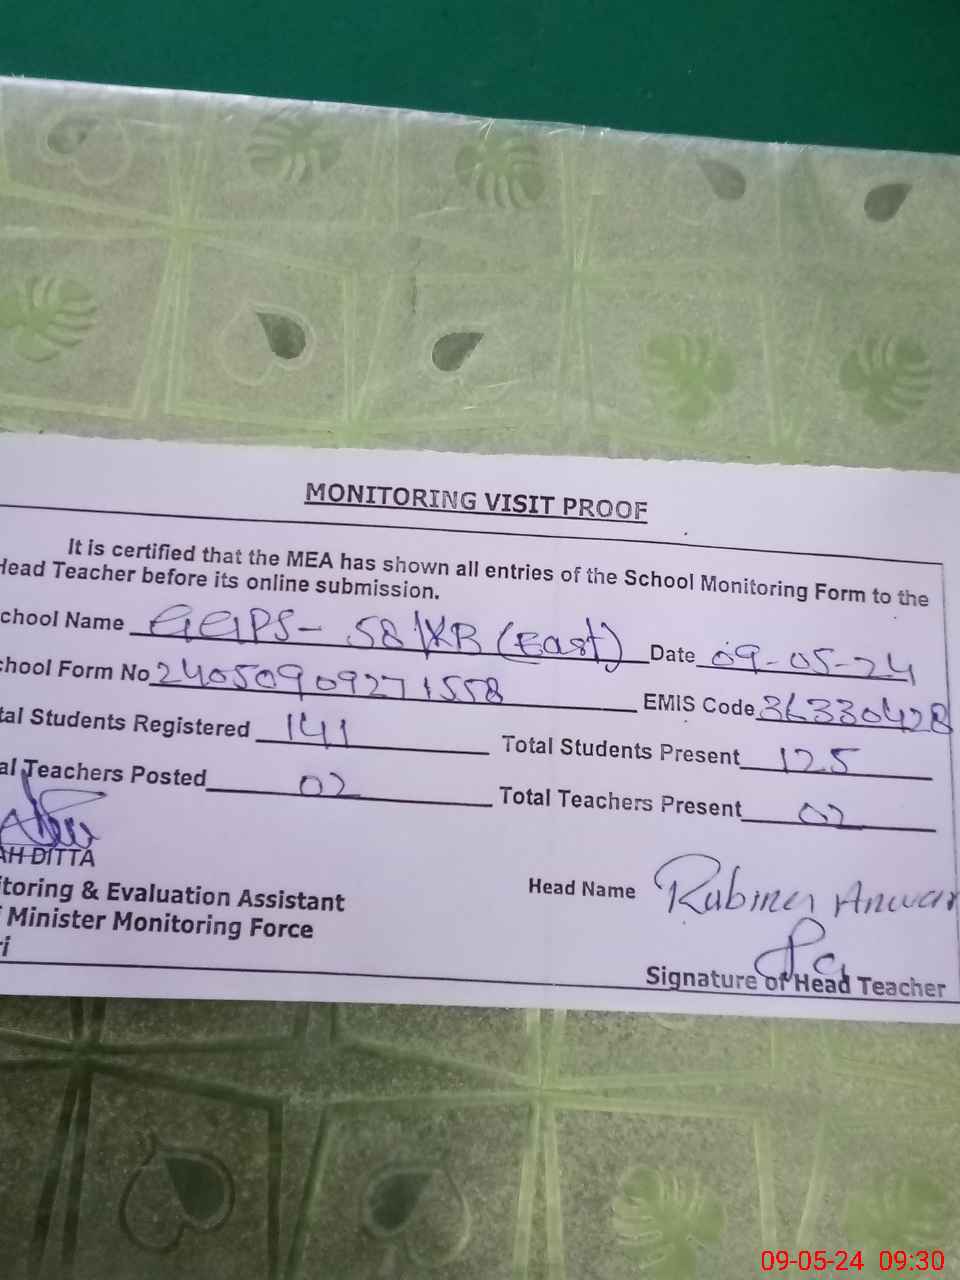 MONITORING VISIT PROOF
It is certified that the MEA has shown all entries of the School Monitoring Form to the
Head Teacher before its online submission.
chool Name GGPS - 58/KB (East) Date 09-05-24
chool Form No 24050909271558 EMIS Code 36330428
tal Students Registered 141 Total Students Present 125
al Teachers Posted 02 Total Teachers Present 02
AH DITTA
itoring & Evaluation Assistant
Minister Monitoring Force
ri
Head Name Rubina Anwar
Signature of Head Teacher
09-05-24 09:30